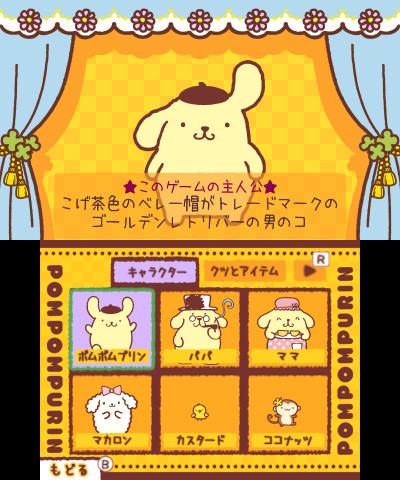 ★このゲームの主人公★
こげ茶色のベレー帽がトレードマークの
ゴールデンレトリバーの男のコ
キャラクター
クツとアイテム
R
POMPOMPURIN
POMPOMPURIN
ポムポムプリン
パパ
ママ
マカロン
カスタード
ココナッツ
もどる
B